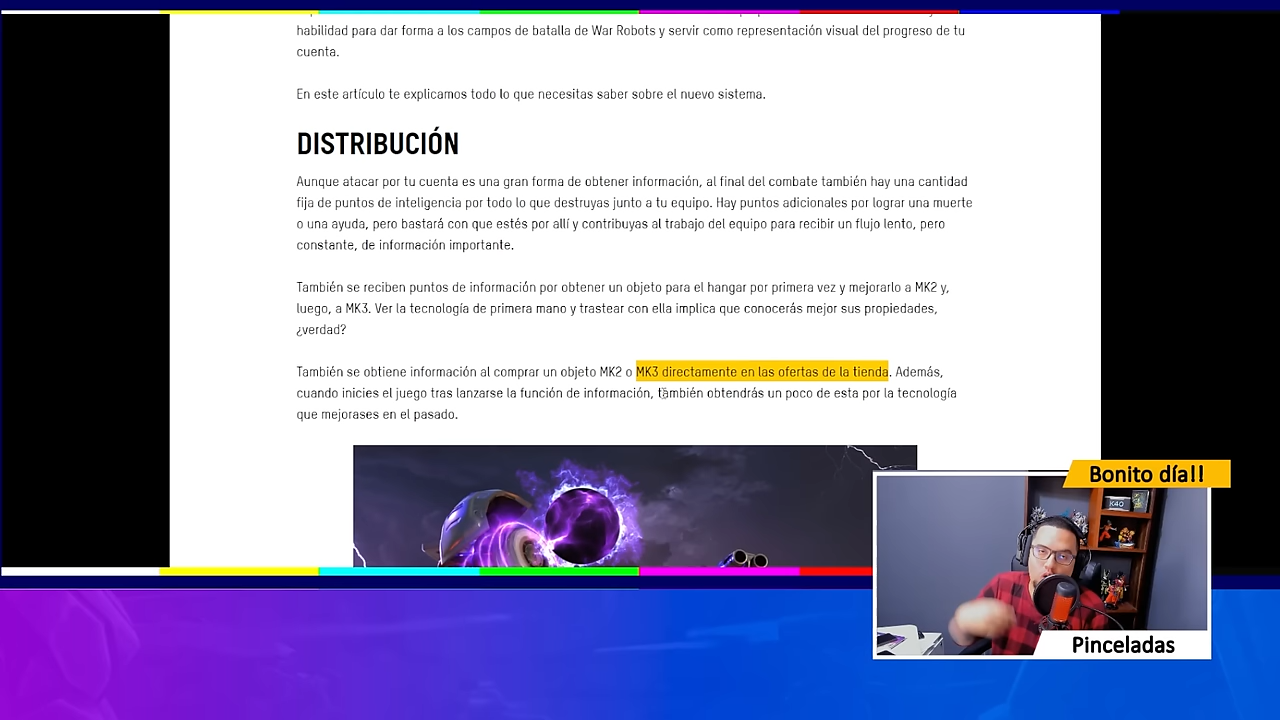 habilidad para dar forma a los campos de batalla de War Robots y servir como representación visual del progreso de tu
cuenta.
En este artículo te explicamos todo lo que necesitas saber sobre el nuevo sistema.
DISTRIBUCIÓN
Aunque atacar por tu cuenta es una gran forma de obtener información, al final del combate también hay una cantidad
fija de puntos de inteligencia por todo lo que destruyas junto a tu equipo. Hay puntos adicionales por lograr una muerte
o una ayuda, pero bastará con que estés por allí y contribuyas al trabajo del equipo para recibir un flujo lento, pero
constante, de información importante.
También se reciben puntos de información por obtener un objeto para el hangar por primera vez y mejorarlo a MK2 y,
luego, a MK3. Ver la tecnología de primera mano y trastear con ella implica que conocerás mejor sus propiedades,
¿verdad?
También se obtiene información al comprar un objeto MK2 o MK3 directamente en las ofertas de la tienda. Además,
cuando inicies el juego tras lanzarse la función de información, también obtendrás un poco de esta por la tecnología
que mejorases en el pasado.
Bonito día!!
K40
Pinceladas